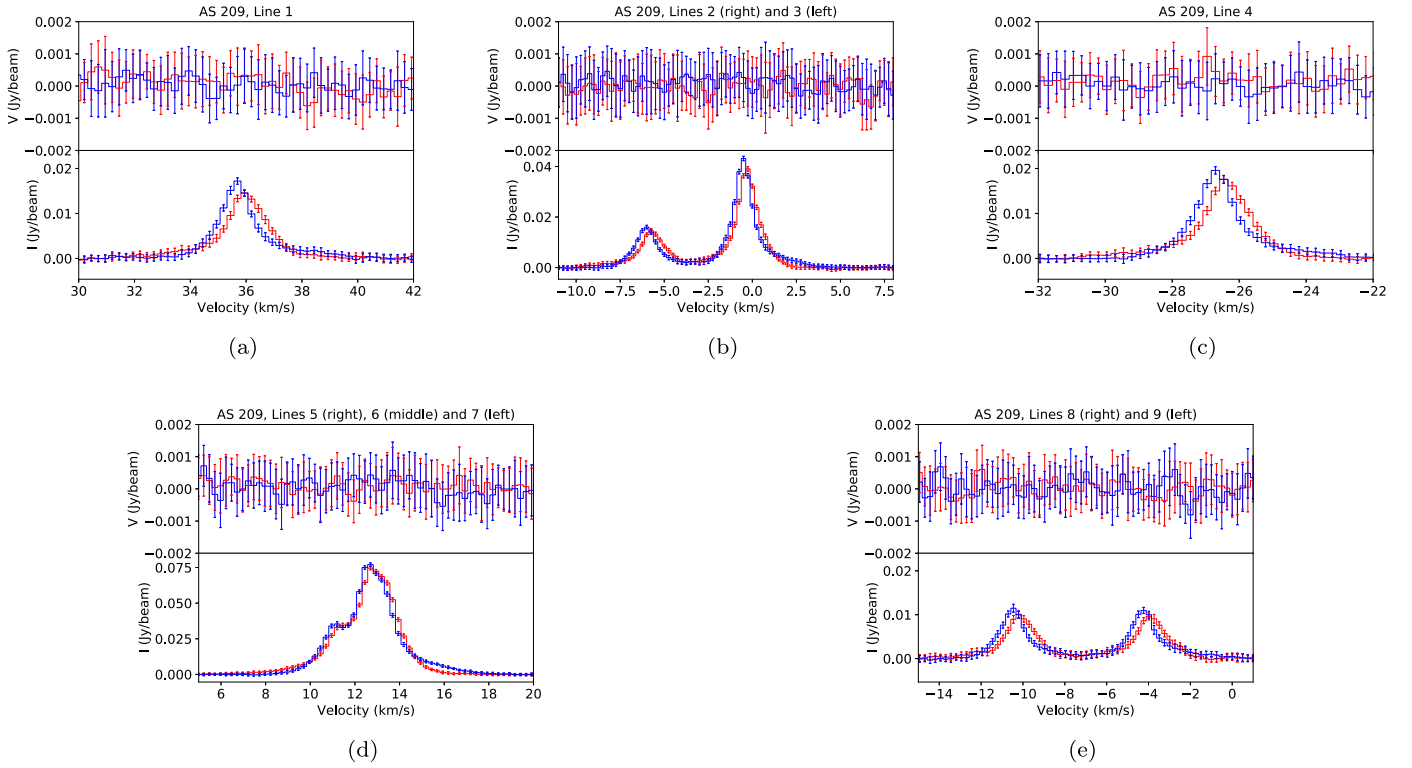 AS 209, Line 1
0.002
0.001
0.000
−0.001
−0.002
V (Jy/beam)
0.02
0.01
0.00
I (Jy/beam)
30 32 34 36 38 40 42
Velocity (km/s)
(a)
AS 209, Lines 2 (right) and 3 (left)
0.002
0.001
0.000
−0.001
0.002
V (Jy/beam)
0.04
0.02
0.00
I (Jy/beam)
−10.0 −7.5 −5.0 −2.5 0.0 2.5 5.0 7.5
Velocity (km/s)
(b)
AS 209, Line 4
0.002
0.001
0.000
−0.001
−0.002
V (Jy/beam)
0.02
0.01
0.00
I (Jy/beam)
−32 −30 −28 −26 −24 −22
Velocity (km/s)
(c)
AS 209, Lines 5 (right), 6 (middle) and 7 (left)
0.002
0.001
0.000
−0.001
−0.002
V (Jy/beam)
0.075
0.050
0.025
0.000
I (Jy/beam)
6 8 10 12 14 16 18 20
Velocity (km/s)
(d)
AS 209, Lines 8 (right) and 9 (left)
0.002
0.001
0.000
−0.001
−0.002
V (Jy/beam)
0.02
0.01
0.00
I (Jy/beam)
−14 −12 −10 −8 −6 −4 −2 0
Velocity (km/s)
(e)